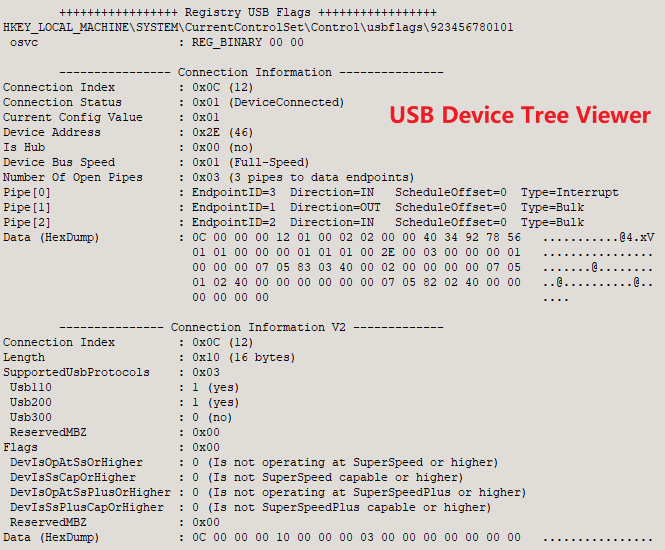 +++++++++++++++++ Registry USB Flags +++++++++++++++++
HKEY_LOCAL_MACHINE\SYSTEM\CurrentControlSet\Control\usbflags\923456780101
osvc : REG_BINARY 00 00
---------------- Connection Information ---------------
Connection Index : 0x0C (12)
Connection Status : 0x01 (DeviceConnected)
USB Device Tree Viewer
Current Config Value : 0x01
Device Address : 0x2E (46)
Is Hub : 0x00 (no)
Device Bus Speed : 0x01 (Full-Speed)
Number Of Open Pipes : 0x03 (3 pipes to data endpoints)
Pipe[0] : EndpointID=3 Direction=IN ScheduleOffset=0 Type=Interrupt
Pipe[1] : EndpointID=1 Direction=OUT ScheduleOffset=0 Type=Bulk
Pipe[2] : EndpointID=2 Direction=IN ScheduleOffset=0 Type=Bulk
Data (HexDump) : 0C 00 00 00 12 01 00 02 02 00 00 40 34 92 78 56 ...........@4.xV
01 01 00 00 00 01 01 01 00 2E 00 03 00 00 00 01 ................
00 00 00 07 05 83 03 40 00 02 00 00 00 00 07 05 .......@........
01 02 40 00 00 00 00 00 00 07 05 82 02 40 00 00 ..@..........@..
00 00 00 00 ....
--------------- Connection Information V2 -------------
Connection Index : 0x0C (12)
Length : 0x10 (16 bytes)
SupportedUsbProtocols : 0x03
Usb110 : 1 (yes)
Usb200 : 1 (yes)
Usb300 : 0 (no)
ReservedMBZ : 0x00
Flags : 0x00
DevIsOpAtSsOrHigher : 0 (Is not operating at SuperSpeed or higher)
DevIsSsCapOrHigher : 0 (Is not SuperSpeed capable or higher)
DevIsOpAtSsPlusOrHigher : 0 (Is not operating at SuperSpeedPlus or higher)
DevIsSsPlusCapOrHigher : 0 (Is not SuperSpeedPlus capable or higher)
ReservedMBZ : 0x00
Data (HexDump) : 0C 00 00 00 10 00 00 00 03 00 00 00 00 00 00 00 ................